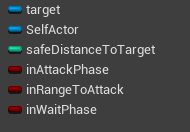 target
SelfActor
safeDistanceToTarget
inAttackPhase
inRangeToAttack
inWaitPhase